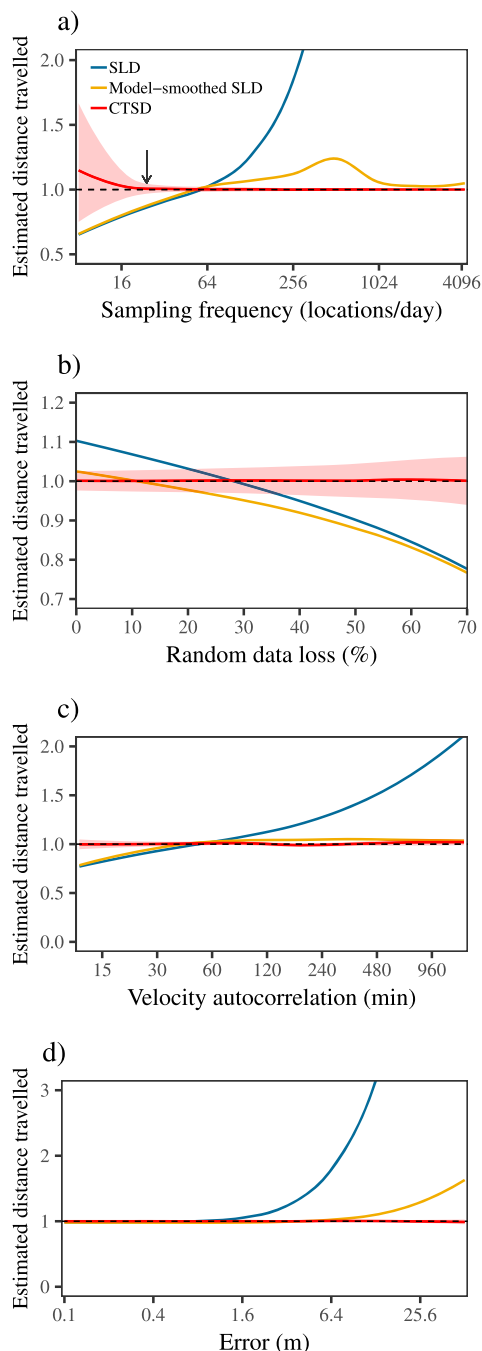 a)
SLD
Model−smoothed SLD
CTSD
Estimated distance travelled
2.0
1.5
1.0
0.5
16
64
256
1024
4096
Sampling frequency (locations/day)
b)
Estimated distance travelled
1.2
1.1
1.0
0.9
0.8
0.7
0
10
20
30
40
50
60
70
Random data loss (%)
c)
Estimated distance travelled
2.0
1.5
1.0
0.5
0.0
15
30
60
120
240
480
960
Velocity autocorrelation (min)
d)
Estimated distance travelled
3
2
1
0
0.1
0.4
1.6
6.4
25.6
Error (m)